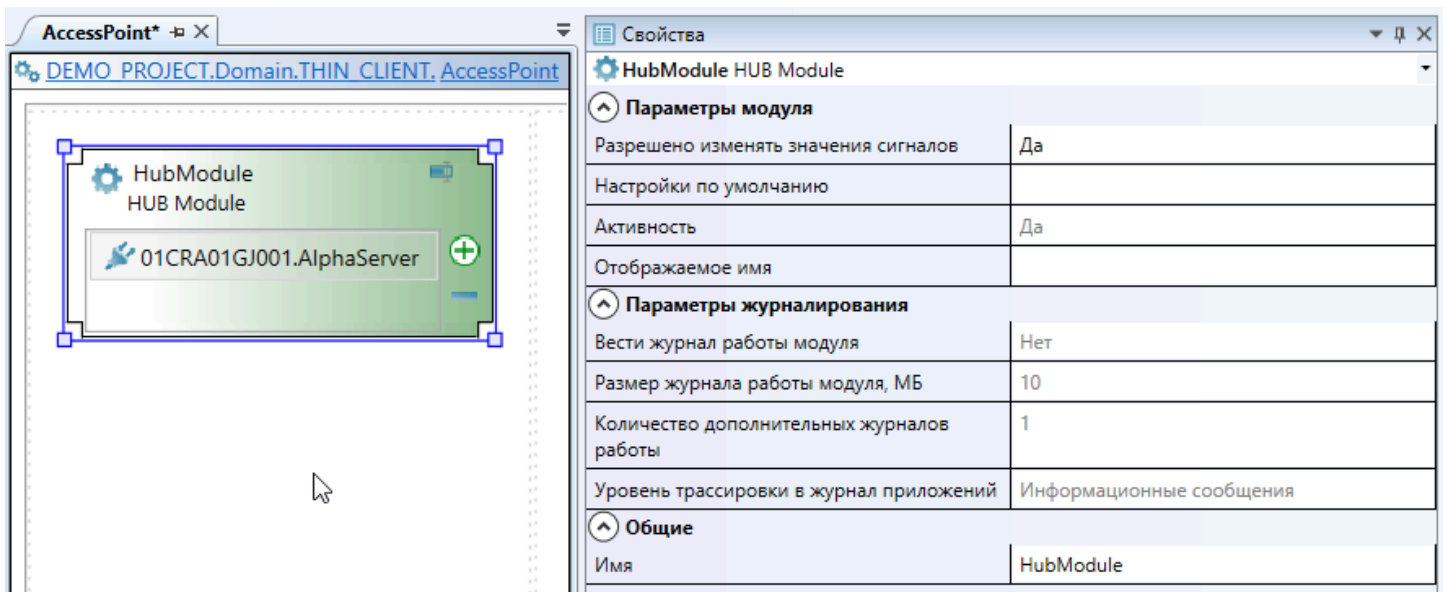 AccessPoint*
DEMO_PROJECT.Domain.THIN_CLIENT. AccessPoint
HubModule
HUB Module
01CRA01GJ001.AlphaServer
Свойства
HubModule HUB Module
Параметры модуля
Разрешено изменять значения сигналов Да
Настройки по умолчанию
Активность Да
Отображаемое имя
Параметры журналирования
Вести журнал работы модуля Нет
Размер журнала работы модуля, МБ 10
Количество дополнительных журналов 1
работы
Уровень трассировки в журнал приложений Информационные сообщения
Общие
Имя HubModule